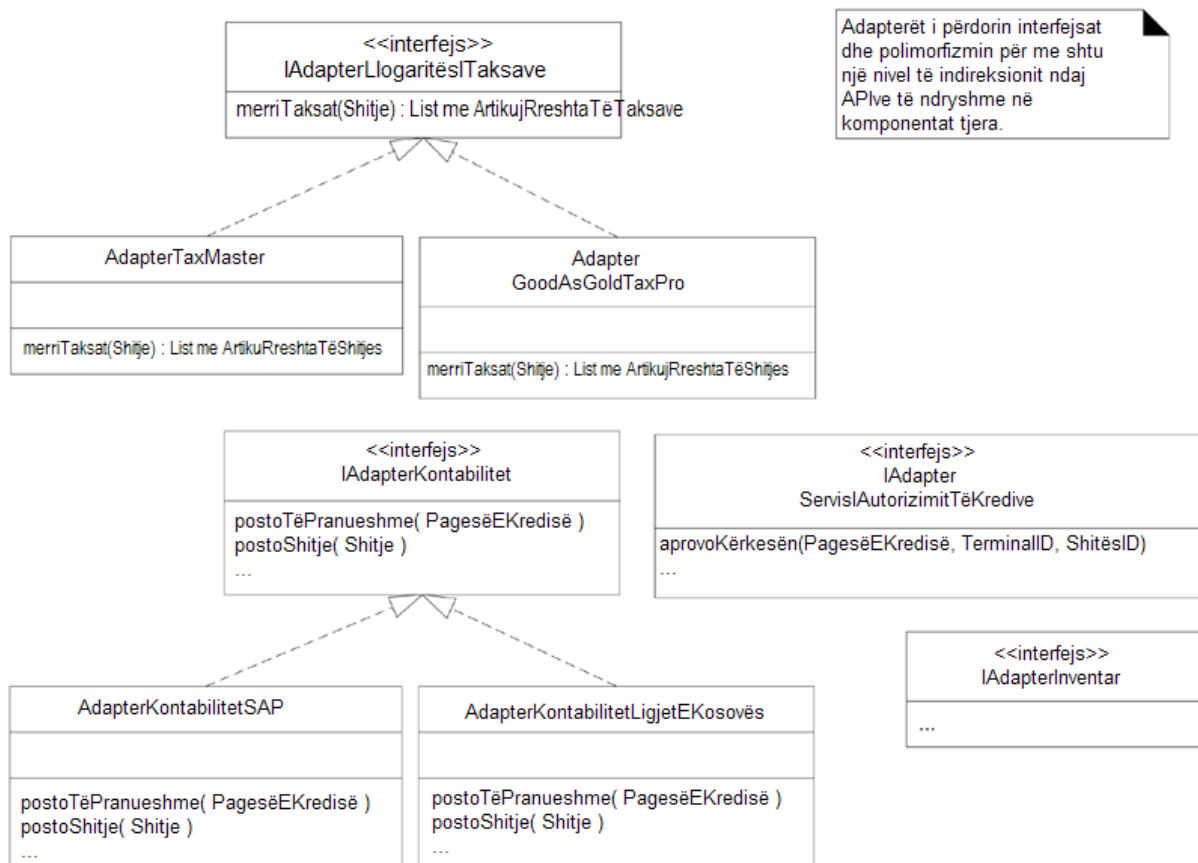 <<interfejs>>
IAdapterLlogaritësITaksave
merriTaksat(Shitje) : List me ArtikujRreshtaTëTaksave
Adapterët i përdorin interfejsat
dhe polimorfizmin për me shtu
një nivel të indireksionit ndaj
APIve të ndryshme në
komponentat tjera.
AdapterTaxMaster
merriTaksat(Shitje) : List me ArtikuRreshtaTëShitjes
Adapter
GoodAsGoldTaxPro
merriTaksat(Shitje) : List me ArtikujRreshtaTëShitjes
<<interfejs>>
IAdapterKontabilitet
postoTëPranueshme( PagesëEKredisë )
postoShitje( Shitje )
...
<<interfejs>>
IAdapter
ServisIAutorizimitTëKredive
aprovoKërkesën(PagesëEKredisë, TerminalID, ShitësID)
...
<<interfejs>>
IAdapterInventar
...
AdapterKontabilitetSAP
postoTëPranueshme( PagesëEKredisë )
postoShitje( Shitje )
...
AdapterKontabilitetLigjetEKosovës
postoTëPranueshme( PagesëEKredisë )
postoShitje( Shitje )
...